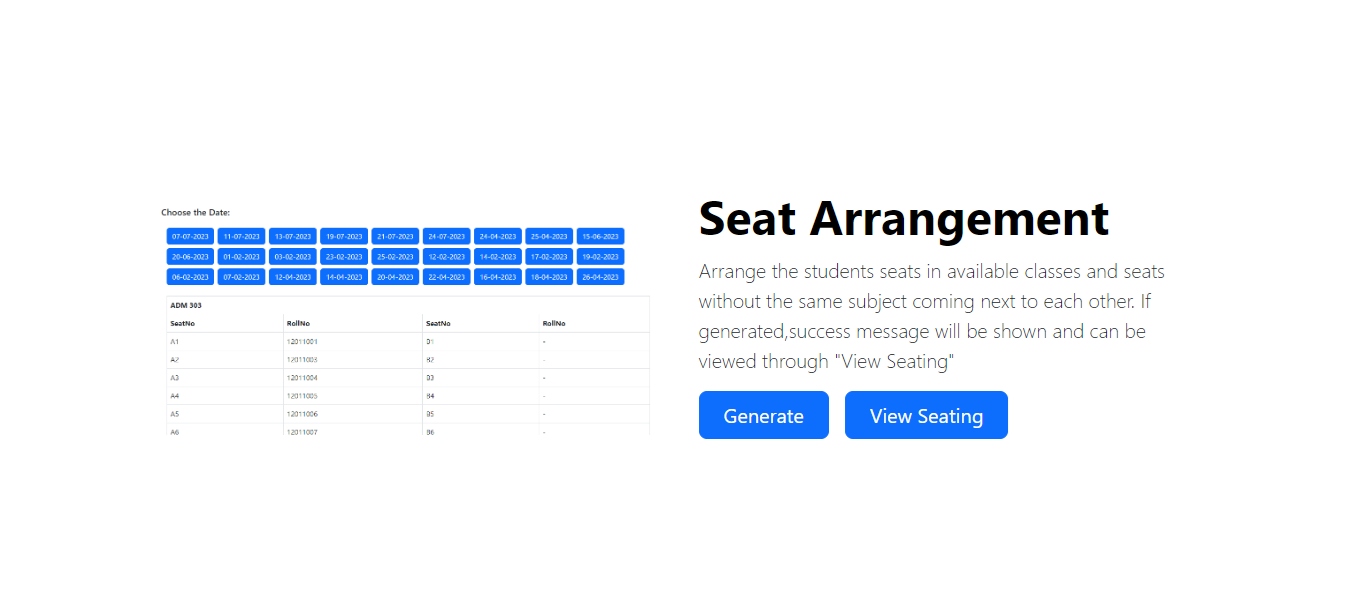 Choose the Date:
07-07-2023 11-07-2023 13-07-2023 19-07-2023 21-07-2023 24-07-2023 24-04-2023 25-04-2023 15-06-2023
20-06-2023 01-02-2023 03-02-2023 23-02-2023 25-02-2023 12-02-2023 14-02-2023 17-02-2023 19-02-2023
06-02-2023 07-02-2023 12-04-2023 14-04-2023 20-04-2023 22-04-2023 16-04-2023 18-04-2023 26-04-2023
ADM 303
SeatNo RollNo SeatNo RollNo
A1 12011001 B1 -
A2 12011003 B2 -
A3 12011004 B3 -
A4 12011005 B4 -
A5 12011006 B5 -
A6 12011007 B6 -
Seat Arrangement
Arrange the students seats in available classes and seats
without the same subject coming next to each other. If
generated,success message will be shown and can be
viewed through "View Seating"
Generate View Seating